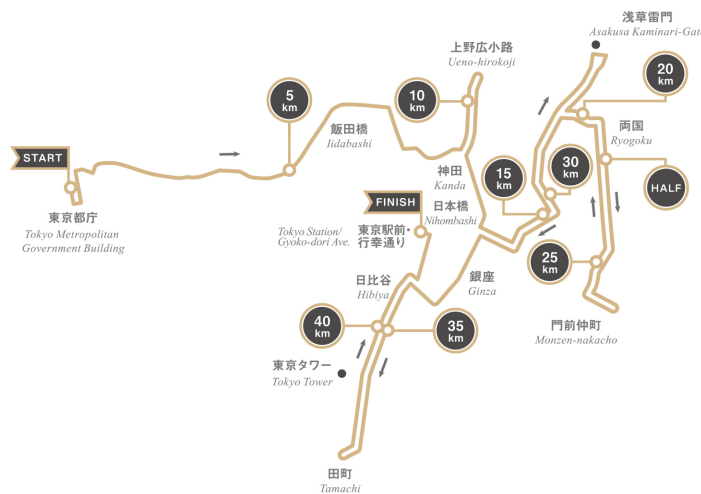 浅草雷門
Asakusa Kaminari-Gate
上野広小路
Ueno-hirokoji
20
km
5
km
10
km
飯田橋
Iidabashi
両国
Ryogoku
START
神田
Kanda
15
km
30
km
HALF
FINISH
日本橋
Nihombashi
東京都庁
Tokyo Metropolitan
Government Building
Tokyo Station/
Gyoko-dori Ave.
東京駅前・
行幸通り
25
km
日比谷
Hibiya
銀座
Ginza
門前仲町
Monzen-nakacho
40
km
35
km
東京タワー
Tokyo Tower
田町
Tamachi